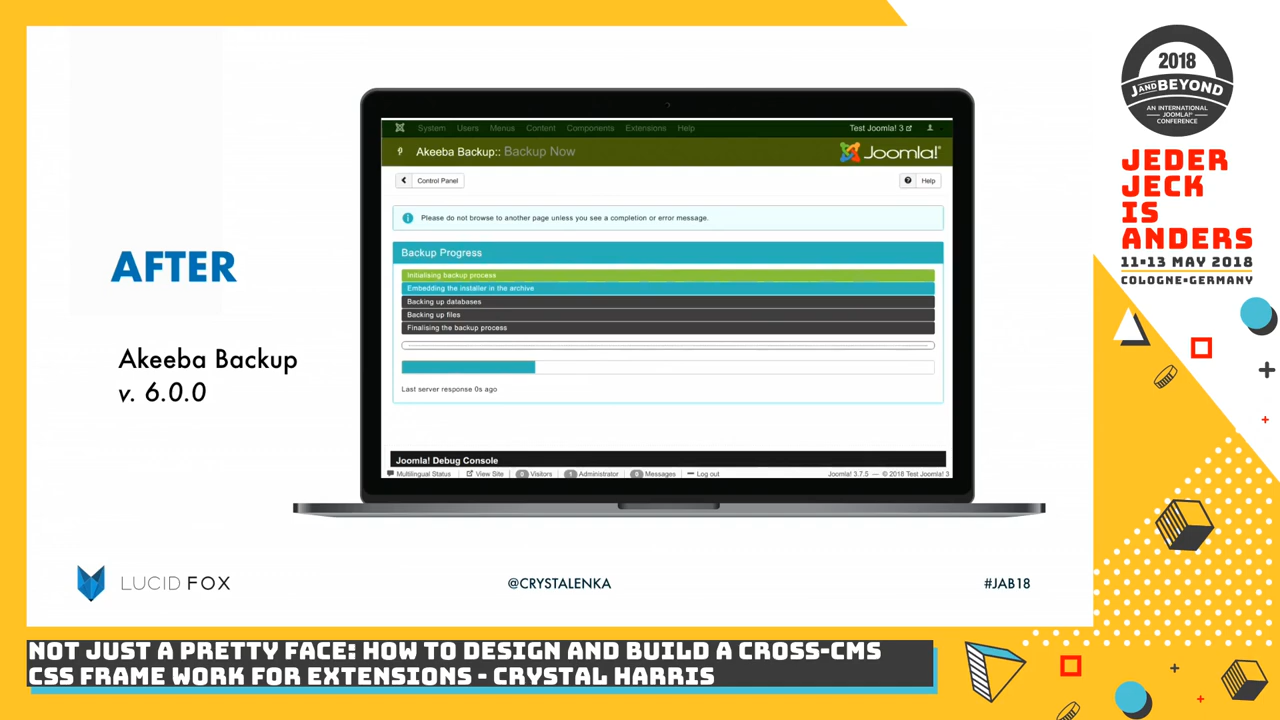 2018
J AND BEYOND
AN INTERNATIONAL
JOOMLA!
CONFERENCE
JEDER
JECK
IS
ANDERS
11-13 MAY 2018
COLOGNE•GERMANY
AFTER
Akeeba Backup
v. 6.0.0
System Users Menus Content Components Extensions Help Test Joomla! 3
Akeeba Backup:: Backup Now Joomla!
Control Panel Help
Please do not browse to another page unless you see a completion or error message.
Backup Progress
Initialising backup process
Embedding the installer in the archive
Backing up databases
Backing up files
Finalising the backup process
Last server response 0s ago
Joomla! Debug Console
Multilingual Status View Site 0 Visitors 1 Administrator 0 Messages Log out Joomla! 3.7.5 — © 2018 Test Joomla! 3
LUCID FOX @CRYSTALENKA #JAB18
NOT JUST A PRETTY FACE: HOW TO DESIGN AND BUILD A CROSS-CMS
CSS FRAME WORK FOR EXTENSIONS - CRYSTAL HARRIS